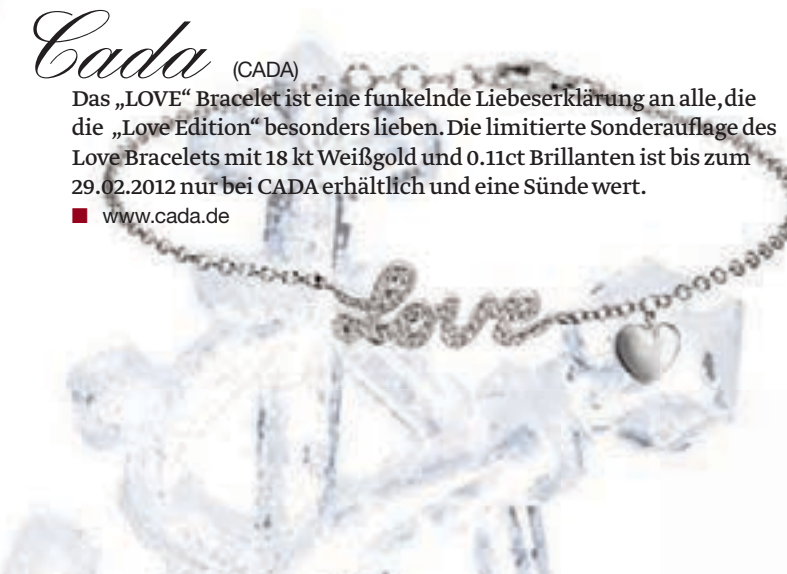 Cada (CADA)
Das „LOVE“ Bracelet ist eine funkelnde Liebeserklärung an alle, die
die „Love Edition“ besonders lieben. Die limitierte Sonderauflage des
Love Bracelets mit 18 kt Weißgold und 0.11ct Brillanten ist bis zum
29.02.2012 nur bei CADA erhältlich und eine Sünde wert.
www.cada.de
Love